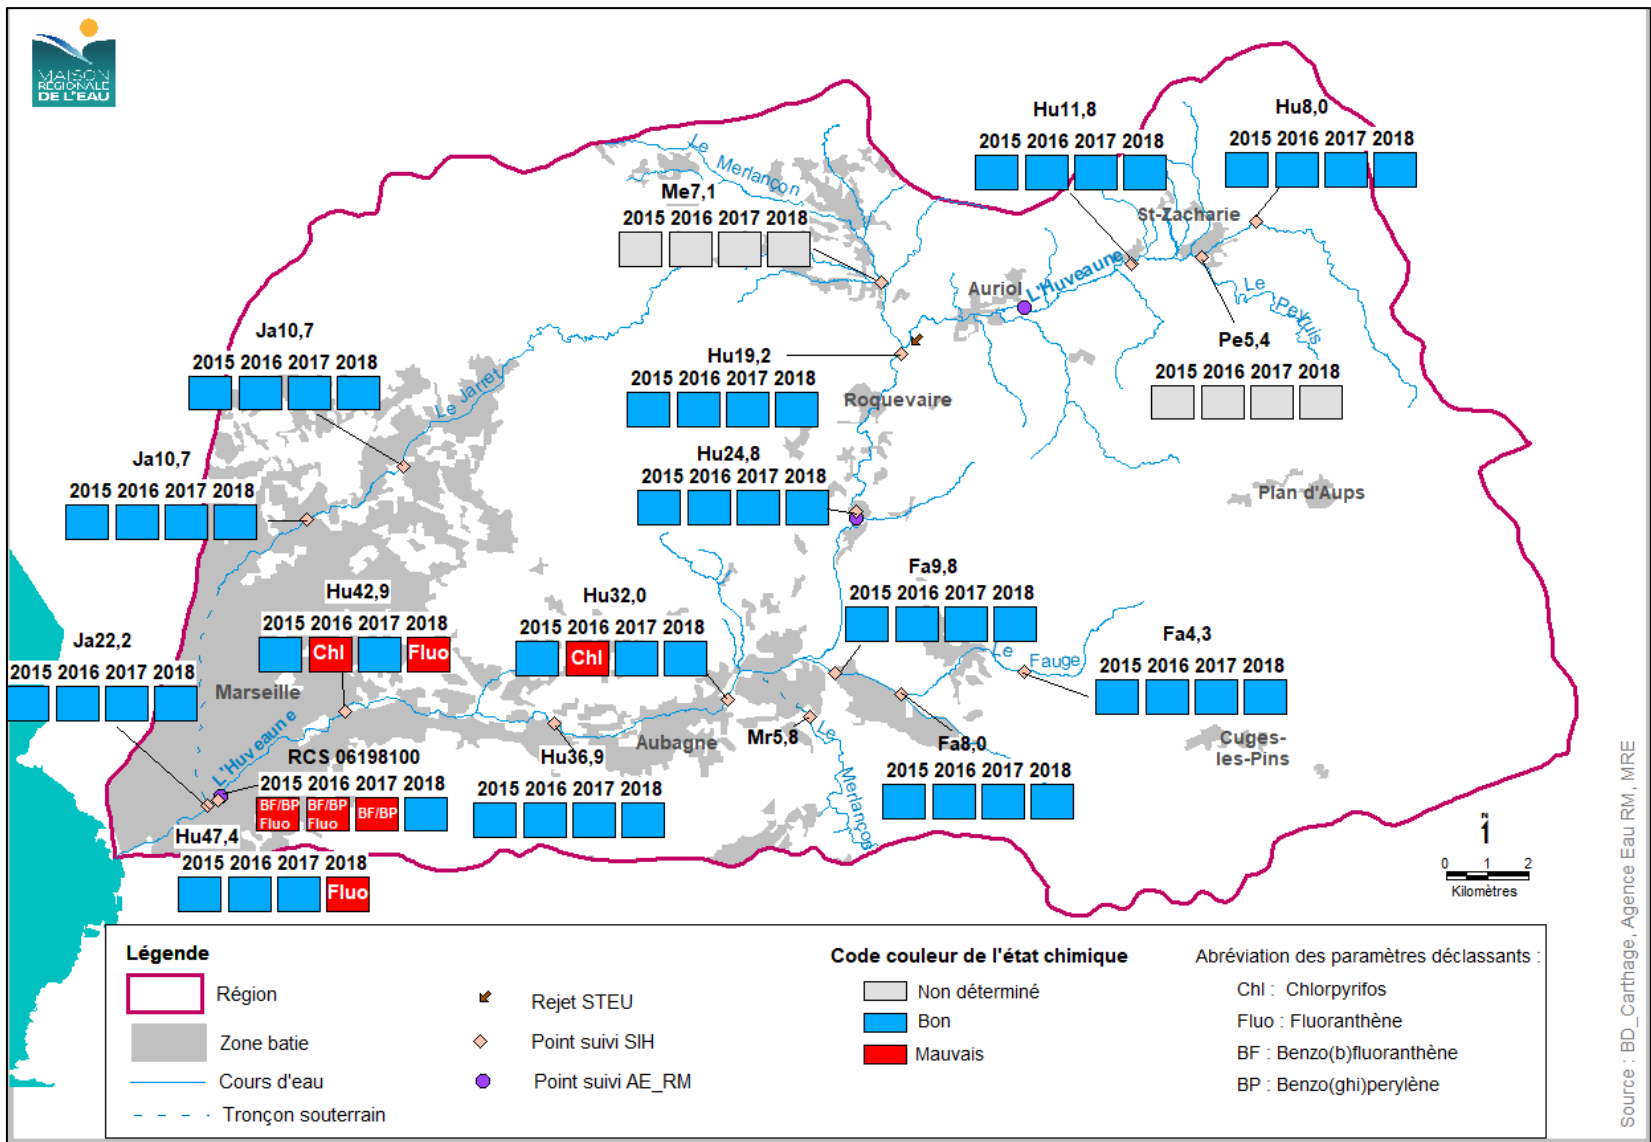 MAISON
RÉGIONALE
DE L'EAU
Hu11,8
2015 2016 2017 2018
Hu8,0
2015 2016 2017 2018
Le Merlançon
Me7,1
2015 2016 2017 2018
St-Zacharie
L'Huveaune
Auriol
Le Peyruis
Pe5,4
2015 2016 2017 2018
Ja10,7
2015 2016 2017 2018
Le Jarret
Hu19,2
2015 2016 2017 2018
Roquevaire
Ja10,7
2015 2016 2017 2018
Hu24,8
2015 2016 2017 2018
Plan d'Aups
Hu42,9
2015 2016 2017 2018
Chl Fluo
Hu32,0
2015 2016 2017 2018
Chl
Fa9,8
2015 2016 2017 2018
Le Fauge
Fa4,3
2015 2016 2017 2018
Ja22,2
2015 2016 2017 2018
Marseille
L'Huveaune
RCS 06198100
2015 2016 2017 2018
BF/BP BF/BP BF/BP
Fluo Fluo
Hu36,9
2015 2016 2017 2018
Aubagne
Mr5,8
Le Merlançon
Fa8,0
2015 2016 2017 2018
Cuges-
les-Pins
Hu47,4
2015 2016 2017 2018
Fluo
N
0 1 2
Kilomètres
Légende
Région
Zone batie
Cours d'eau
Tronçon souterrain
Rejet STEU
Point suivi SIH
Point suivi AE_RM
Code couleur de l'état chimique
Non déterminé
Bon
Mauvais
Abréviation des paramètres déclassants :
Chl : Chlorpyrifos
Fluo : Fluoranthène
BF : Benzo(b)fluoranthène
BP : Benzo(ghi)perylène
Source : BD_Carthage, Agence Eau RM, MRE